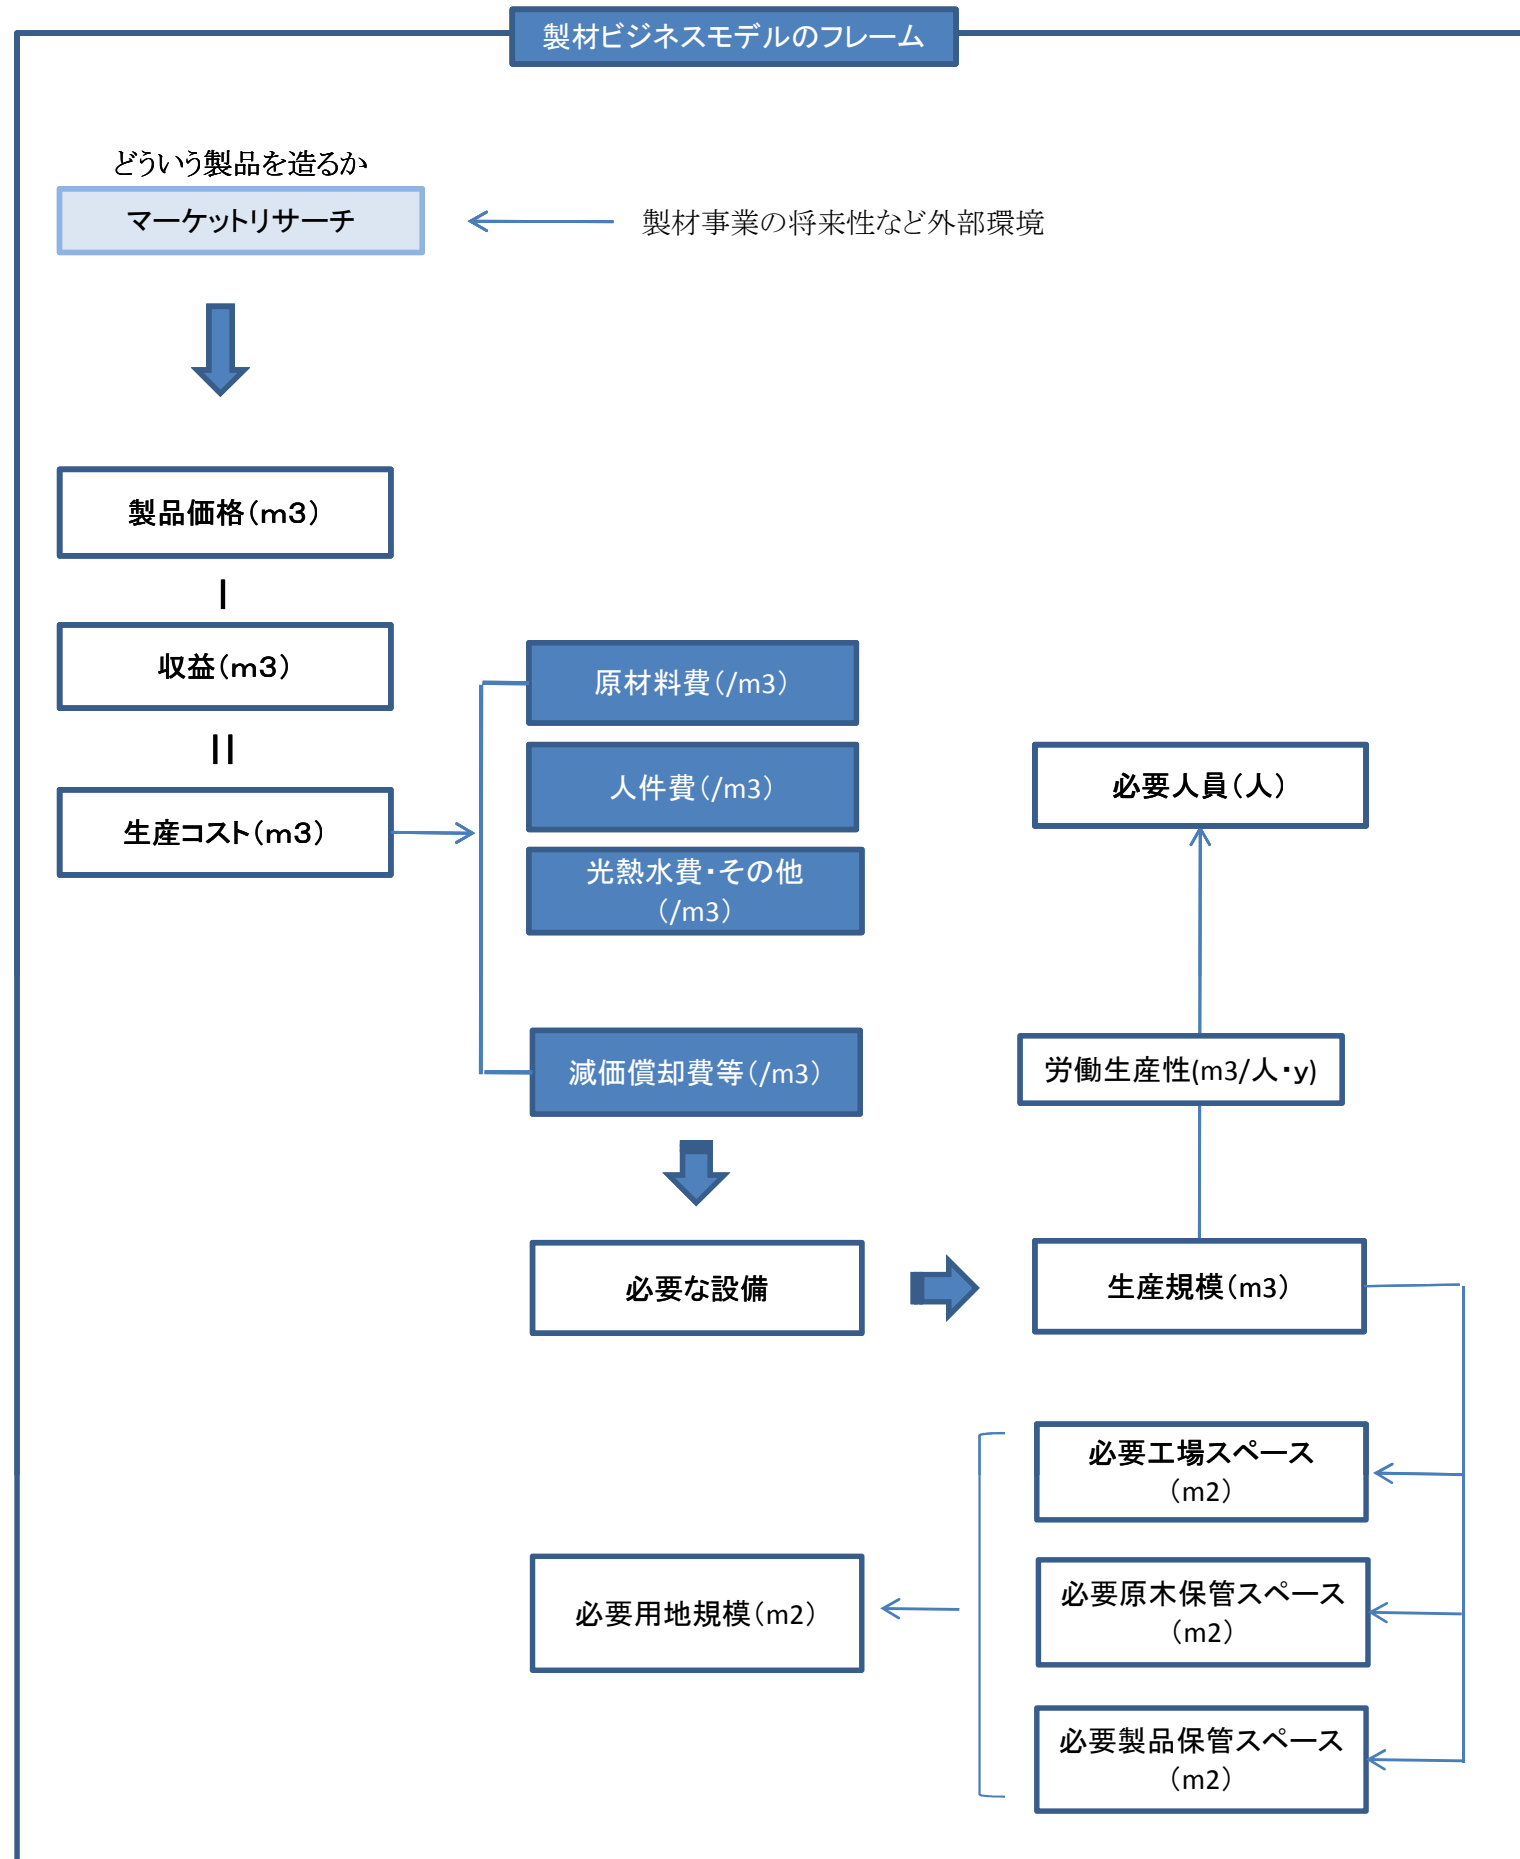 製材ビジネスモデルのフレーム
どういう製品を造るか
マーケットリサーチ
製材事業の将来性など外部環境
製品価格（ｍ３）
－
収益（ｍ３）
＝
生産コスト（ｍ３）
原材料費（/m3）
人件費（/m3）
光熱水費・その他
（/m3）
減価償却費等（/m3）
必要人員（人）
労働生産性(m3/人・y)
必要な設備
生産規模（m3）
必要工場スペース
（m2）
必要原木保管スペース
（m2）
必要用地規模（m2）
必要製品保管スペース
（m2）